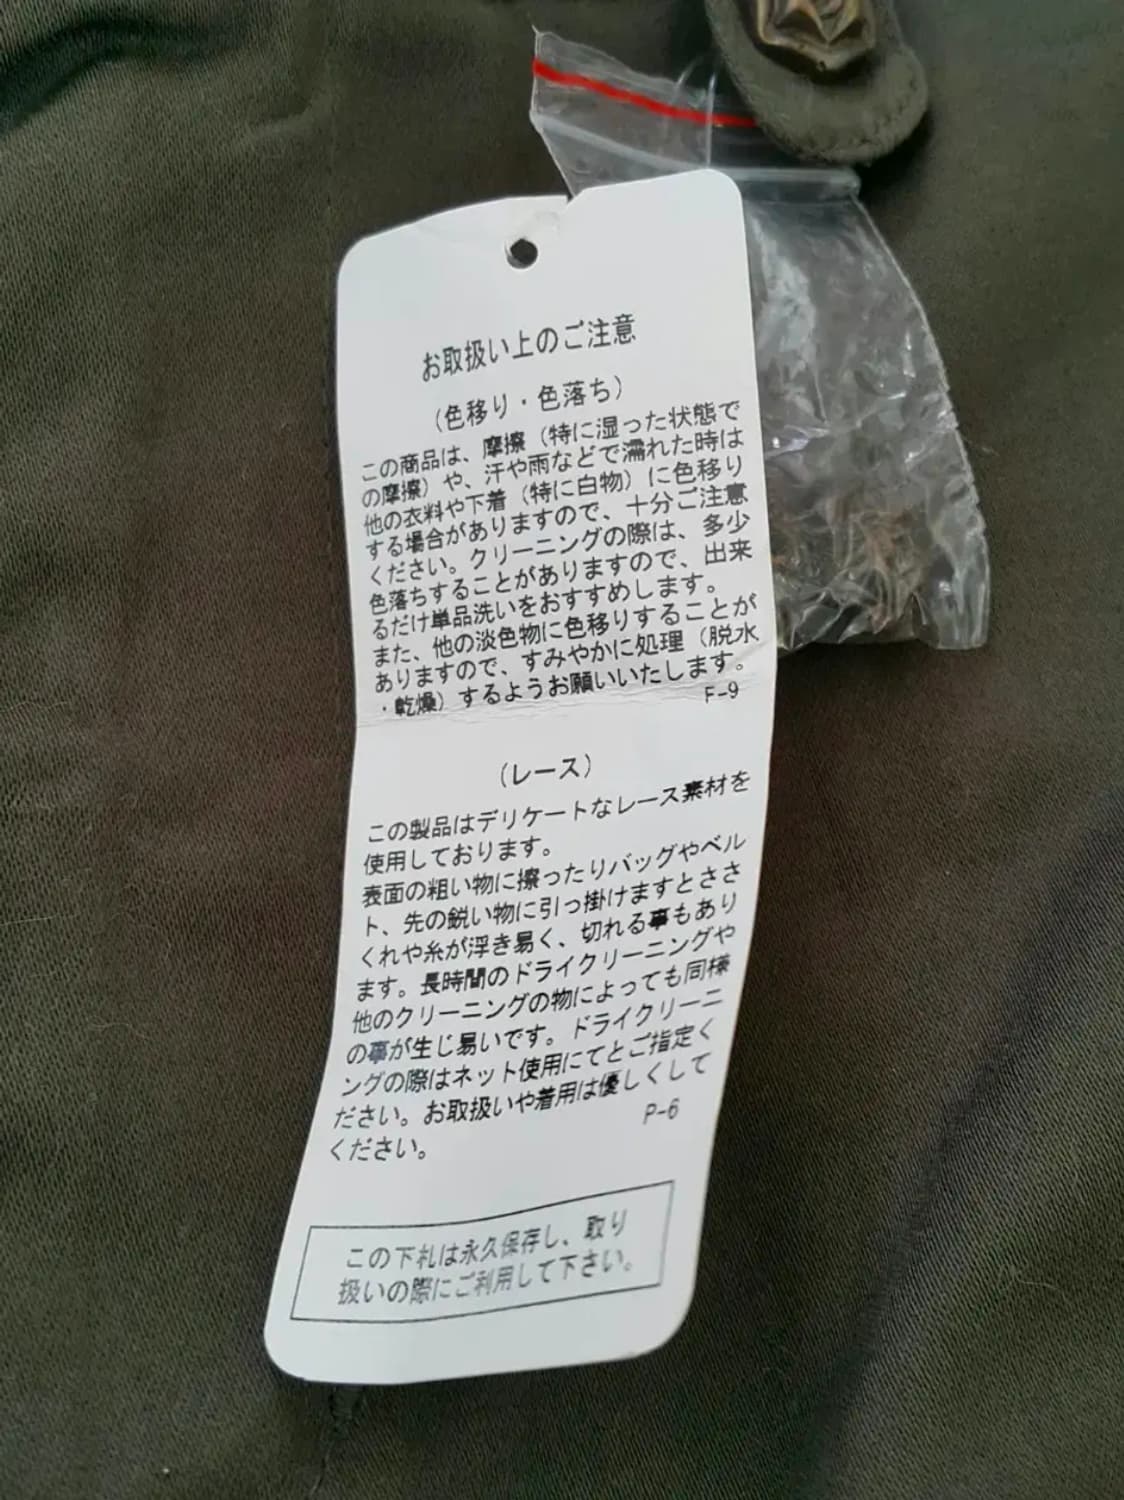 お取扱い上のご注意
（色移り・色落ち）
この商品は、摩擦（特に湿った状態で
の摩擦）や、汗や雨などで濡れた時は
他の衣料や下着（特に白物）に色移り
する場合がありますので、十分ご注意
ください。クリーニングの際は、多少
色落ちすることがありますので、出来
るだけ単品洗いをおすすめします。
また、他の淡色物に色移りすることが
ありますので、すみやかに処理（脱水
・乾燥）するようお願いいたします。
F-9
（レース）
この製品はデリケートなレース素材を
使用しております。
表面の粗い物に擦ったりバッグやベル
ト、先の鋭い物に引っ掛けますとささ
くれや糸が浮き易く、切れる事もあり
ます。長時間のドライクリーニングや
他のクリーニングの物によっても同様
の事が生じ易いです。ドライクリーニ
ングの際はネット使用にてとご指定く
ださい。お取扱いや着用は優しくして
ください。
P-6
この下札は永久保存し、取り
扱いの際にご利用して下さい。